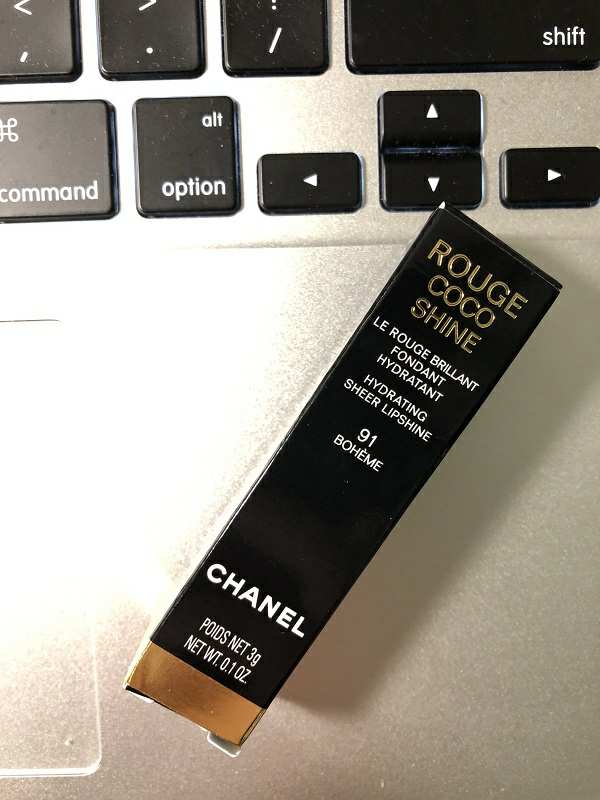 <
,
>
.
?
/
shift
⌘
alt
command
option
▲
◀
▼
▶
ROUGE
COCO
SHINE
LE ROUGE BRILLANT
FONDANT
HYDRATANT
HYDRATING
SHEER LIPSHINE
91
BOHÈME
CHANEL
POIDS NET 3g
NET WT. 0.1 OZ.